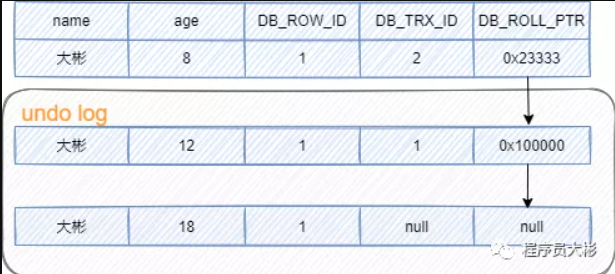 name age DB_ROW_ID DB_TRX_ID DB_ROLL_PTR
大彬 8 1 2 0x23333
undo log
大彬 12 1 1 0x100000
大彬 18 1 null null
程序员大彬